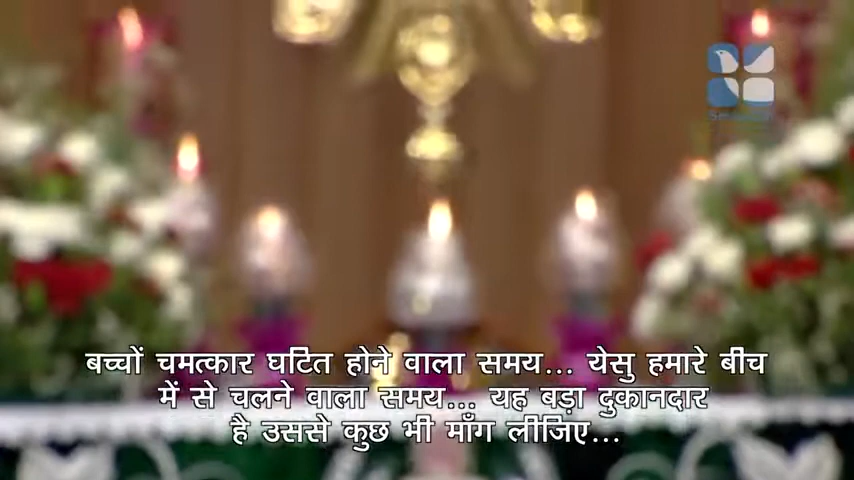 बच्चों चमत्कार घटित होने वाला समय... येसु हमारे बीच
में से चलने वाला समय... यह बड़ा दुकानदार
है उससे कुछ भी माँग लीजिए...